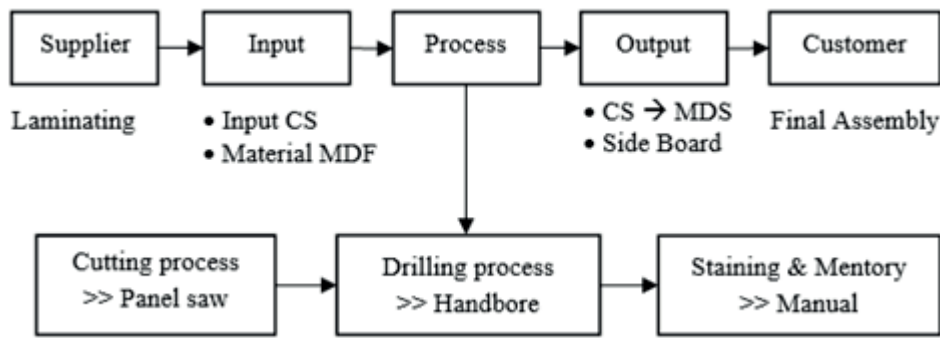 Supplier
Input
Process
Output
Customer
Laminating
• Input CS
• Material MDF
• CS → MDS
• Side Board
Final Assembly
Cutting process
>> Panel saw
Drilling process
>> Handbore
Staining & Mentory
>> Manual